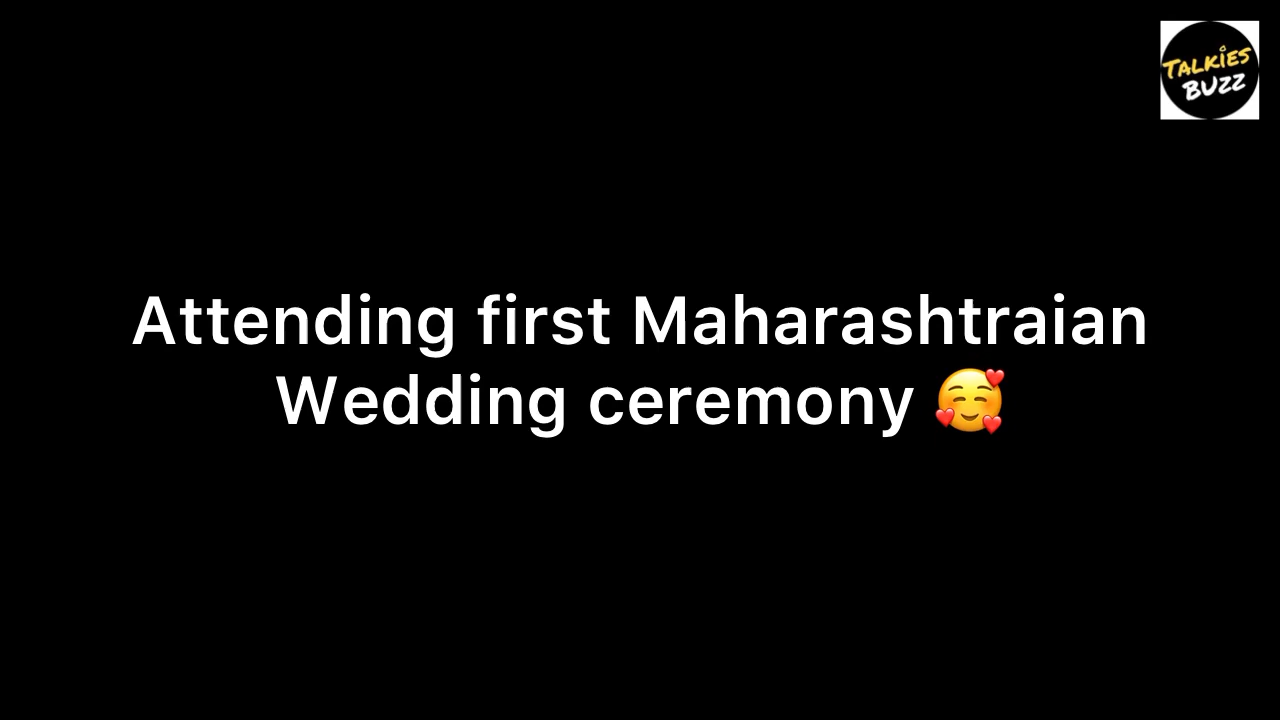 TALKIES
BUZZ
Attending first Maharashtraian
Wedding ceremony 🥰